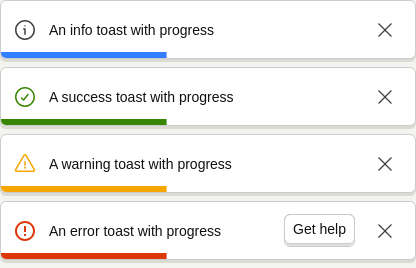 An info toast with progress
A success toast with progress
A warning toast with progress
An error toast with progress
Get help